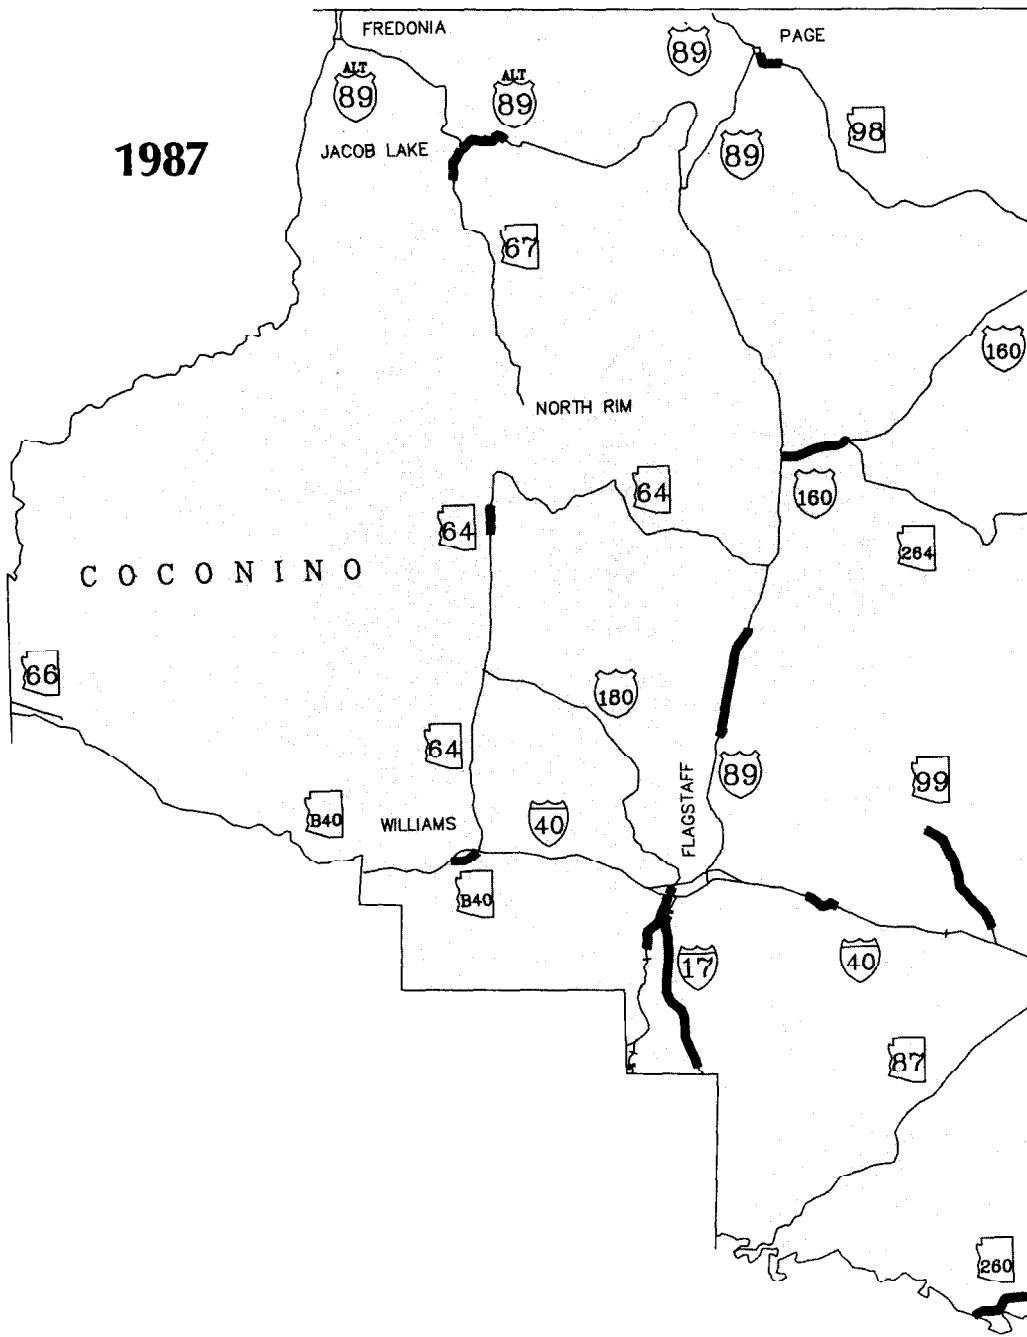 FREDONIA
PAGE
89
ALT
89
ALT
89
98
1987
JACOB LAKE
89
67
160
NORTH RIM
64
160
64
264
COCONINO
66
180
64
89
FLAGSTAFF
99
B40
WILLIAMS
40
B40
17
40
87
260